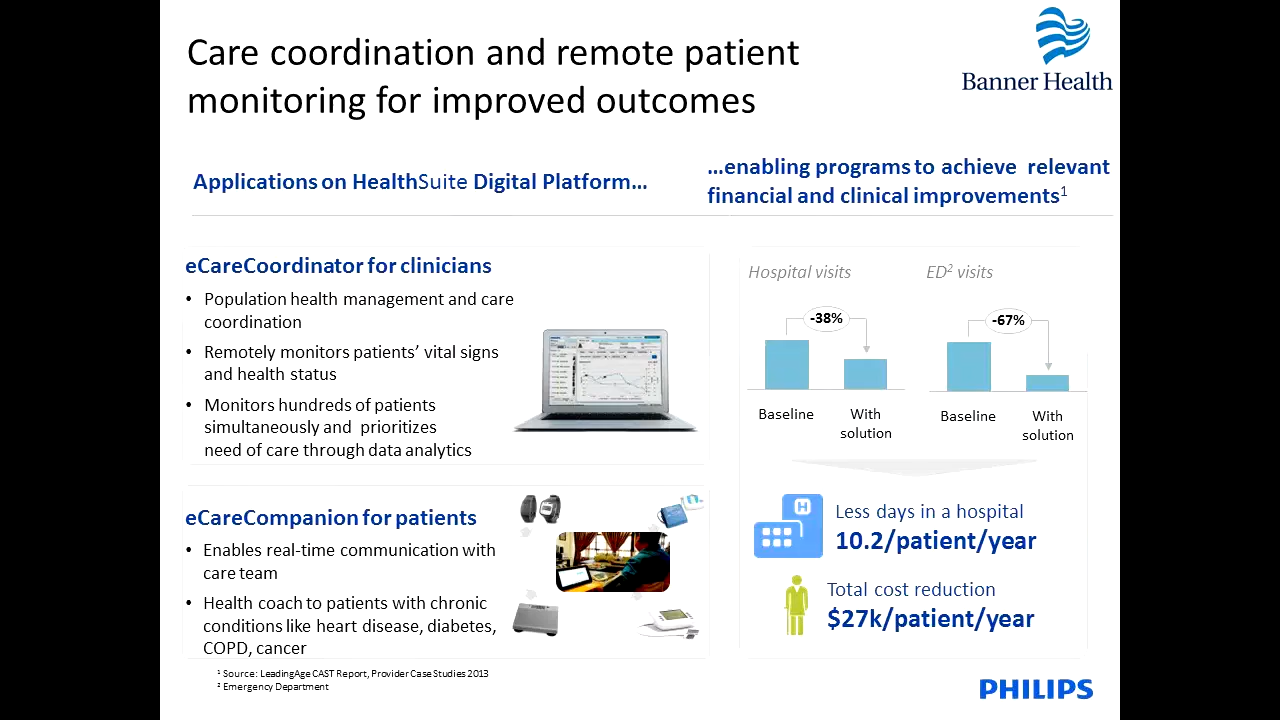 Care coordination and remote patient
monitoring for improved outcomes
Banner Health
Applications on HealthSuite Digital Platform...
...enabling programs to achieve relevant
financial and clinical improvements1
eCareCoordinator for clinicians
• Population health management and care
coordination
• Remotely monitors patients’ vital signs
and health status
• Monitors hundreds of patients
simultaneously and prioritizes
need of care through data analytics
eCareCompanion for patients
• Enables real-time communication with
care team
• Health coach to patients with chronic
conditions like heart disease, diabetes,
COPD, cancer
Hospital visits
-38%
Baseline
With
solution
ED2 visits
-67%
Baseline
With
solution
H
Less days in a hospital
10.2/patient/year
Total cost reduction
$27k/patient/year
1 Source: LeadingAge CAST Report, Provider Case Studies 2013
2 Emergency Department
PHILIPS